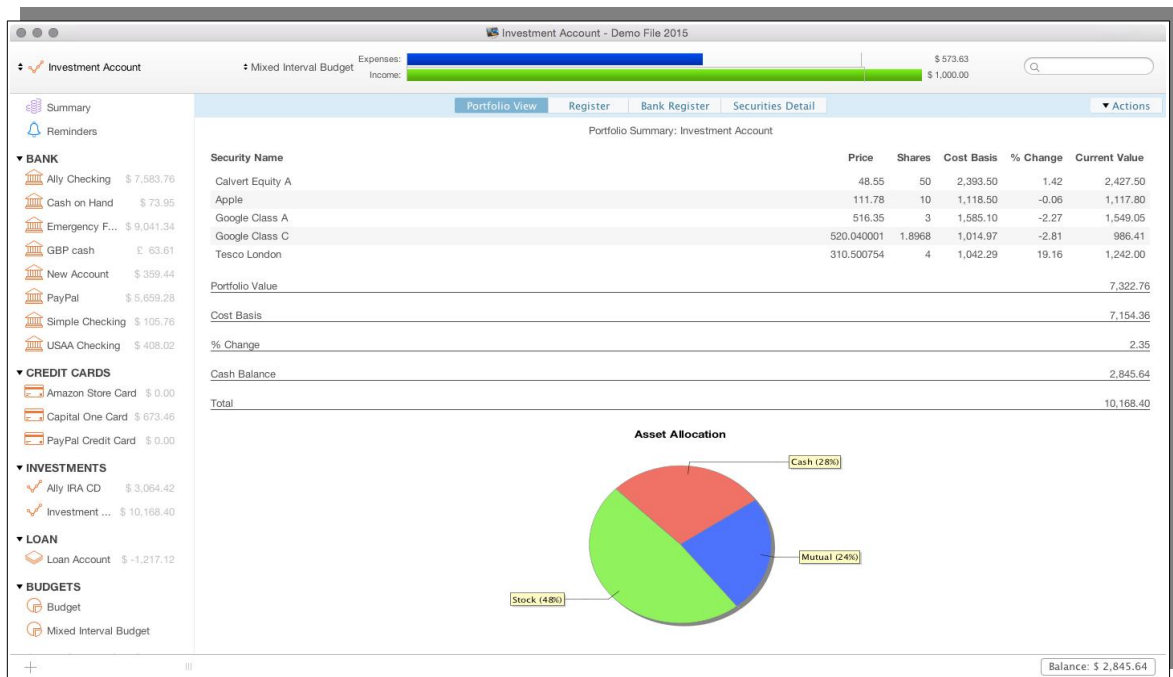 Investment Account - Demo File 2015
Investment Account
Mixed Interval Budget
Expenses: $ 573.63
Income: $ 1,000.00
Summary
Reminders
Portfolio View Register Bank Register Securities Detail Actions
Portfolio Summary: Investment Account
BANK
Ally Checking $ 7,583.76
Cash on Hand $ 73.95
Emergency F... $ 9,041.34
GBP cash £ 63.61
New Account $ 359.44
PayPal $ 5,659.28
Simple Checking $ 105.76
USAA Checking $ 408.02
CREDIT CARDS
Amazon Store Card $ 0.00
Capital One Card $ 673.46
PayPal Credit Card $ 0.00
INVESTMENTS
Ally IRA CD $ 3,064.42
Investment ... $ 10,168.40
LOAN
Loan Account $ -1,217.12
BUDGETS
Budget
Mixed Interval Budget
Security Name Price Shares Cost Basis % Change Current Value
Calvert Equity A 48.55 50 2,393.50 1.42 2,427.50
Apple 111.78 10 1,118.50 -0.06 1,117.80
Google Class A 516.35 3 1,585.10 -2.27 1,549.05
Google Class C 520.040001 1.8968 1,014.97 -2.81 986.41
Tesco London 310.500754 4 1,042.29 19.16 1,242.00
Portfolio Value 7,322.76
Cost Basis 7,154.36
% Change 2.35
Cash Balance 2,845.64
Total 10,168.40
Asset Allocation
Cash (28%)
Mutual (24%)
Stock (48%)
Balance: $ 2,845.64